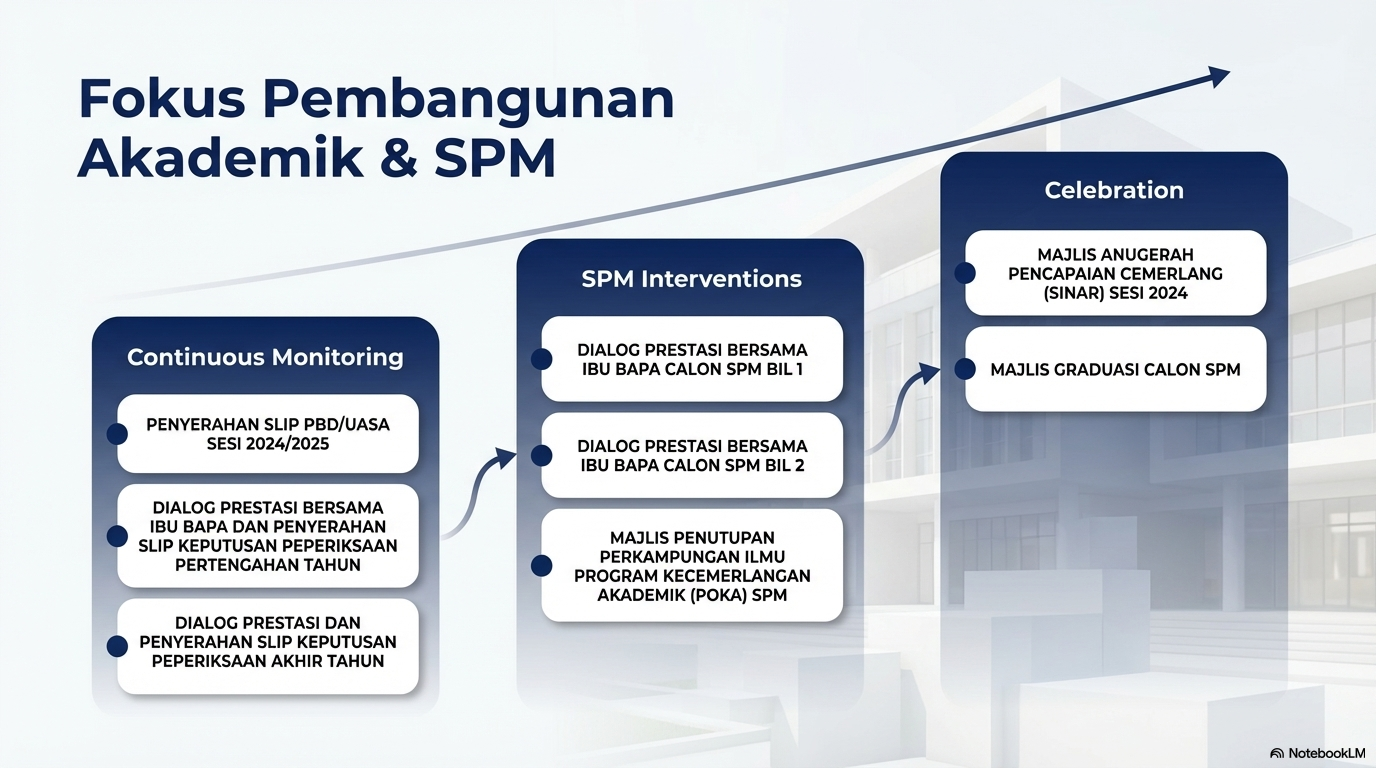 Fokus Pembangunan
Akademik & SPM
Continuous Monitoring
PENYERAHAN SLIP PBD/UASA
SESI 2024/2025
DIALOG PRESTASI BERSAMA
IBU BAPA DAN PENYERAHAN
SLIP KEPUTUSAN PEPERIKSAAN
PERTENGAHAN TAHUN
DIALOG PRESTASI DAN
PENYERAHAN SLIP KEPUTUSAN
PEPERIKSAAN AKHIR TAHUN
SPM Interventions
DIALOG PRESTASI BERSAMA
IBU BAPA CALON SPM BIL 1
DIALOG PRESTASI BERSAMA
IBU BAPA CALON SPM BIL 2
MAJLIS PENUTUPAN
PERKAMPUNGAN ILMU
PROGRAM KECEMERLANGAN
AKADEMIK (POKA) SPM
Celebration
MAJLIS ANUGERAH
PENCAPAIAN CEMERLANG
(SINAR) SESI 2024
MAJLIS GRADUASI CALON SPM
NotebookLM